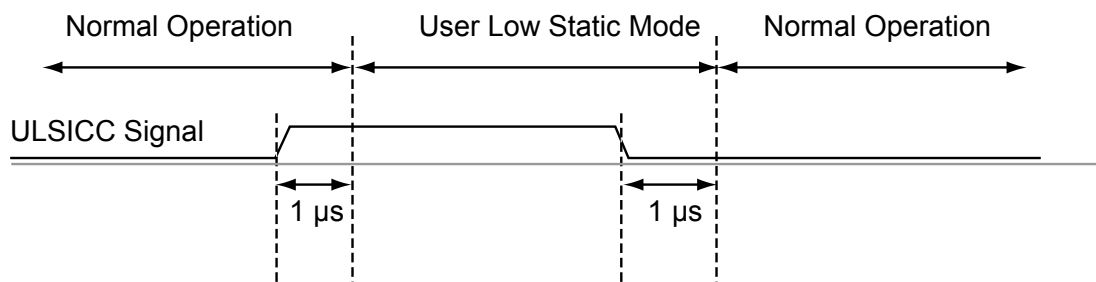 Normal Operation
User Low Static Mode
Normal Operation
ULSICC Signal
1 µs
1 µs